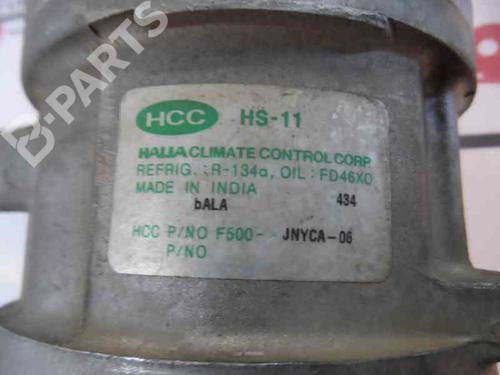 B-PARTS
HCC HS-11
HALLA CLIMATE CONTROL CORP.
REFRIG. : R-134a, OIL : FD46XG
MADE IN INDIA
bALA 434
HCC P/NO F500- JNYCA-06
P/NO